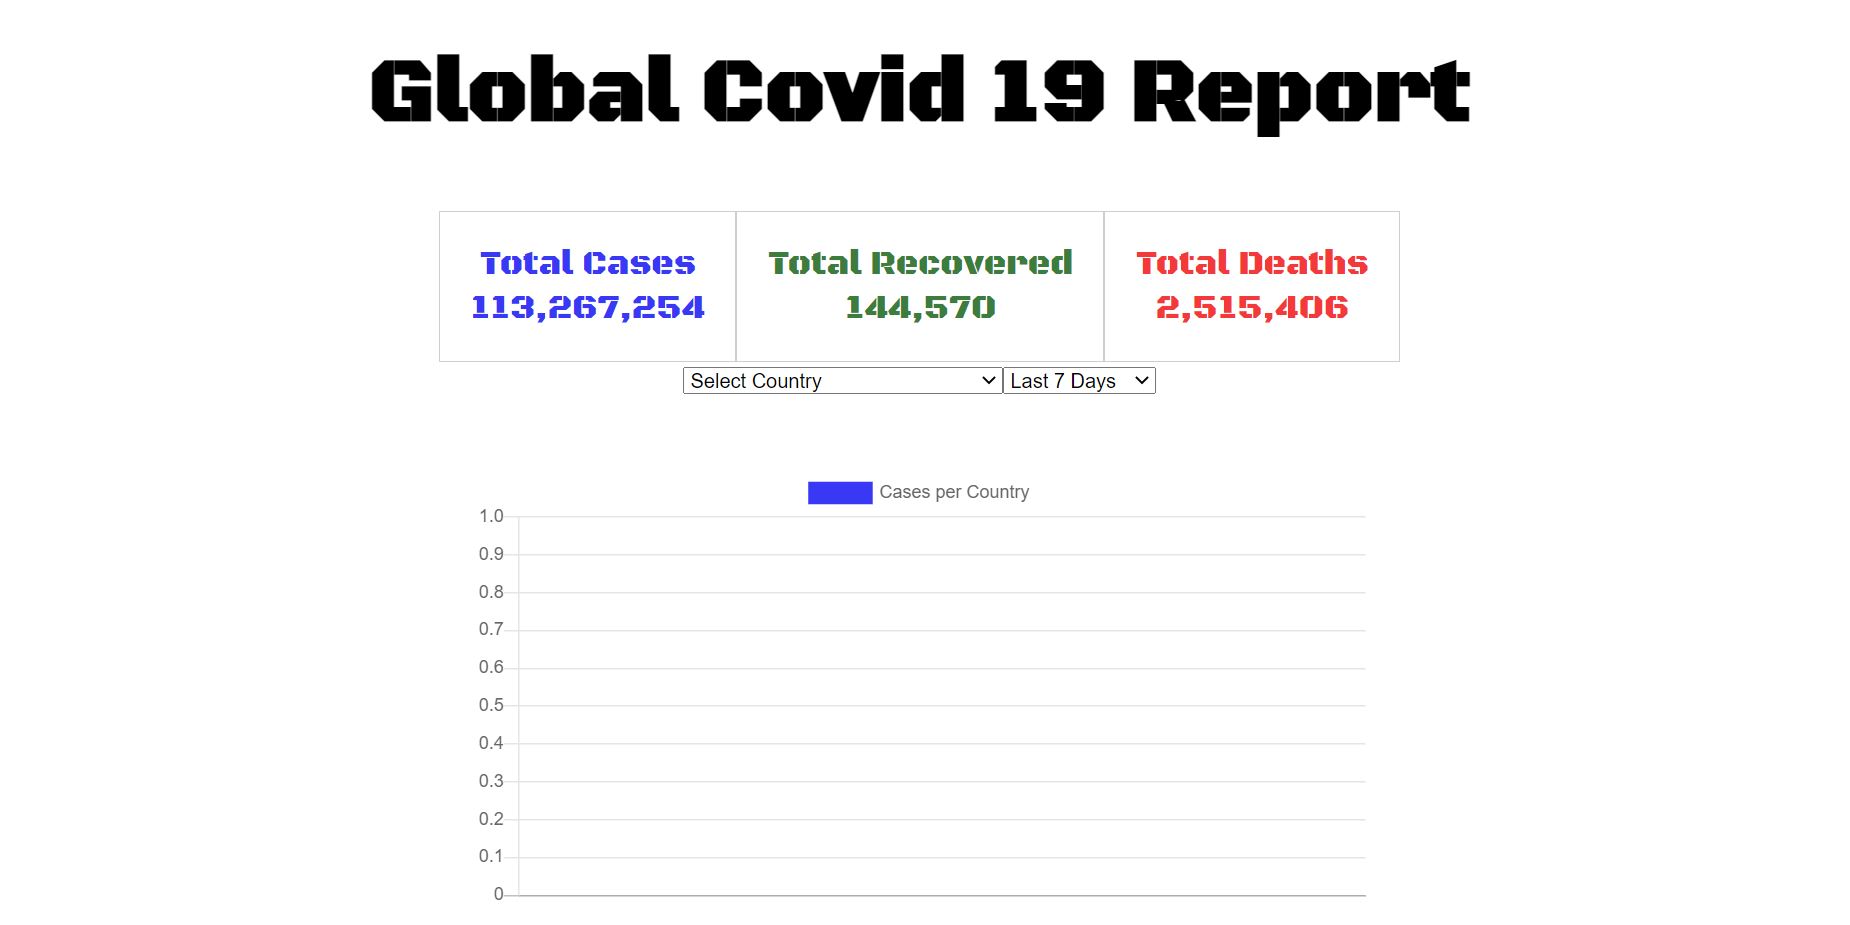 Global Covid 19 Report
Total Cases
113,267,254
Total Recovered
144,570
Total Deaths
2,515,406
Select Country
Last 7 Days
Cases per Country
1.0
0.9
0.8
0.7
0.6
0.5
0.4
0.3
0.2
0.1
0